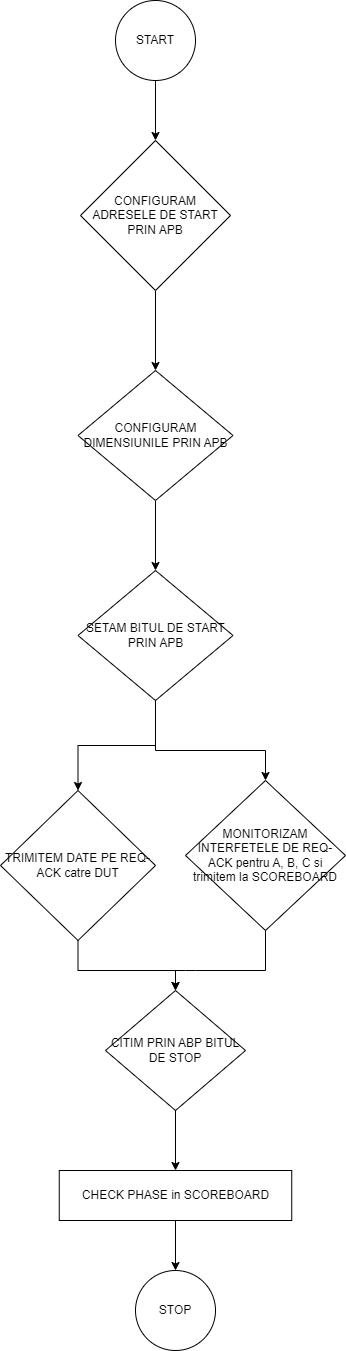 START
CONFIGURAM
ADRESELE DE START
PRIN APB
CONFIGURAM
DIMENSIUNILE PRIN APB
SETAM BITUL DE START
PRIN APB
TRIMITEM DATE PE REQ-
ACK catre DUT
MONITORIZAM
INTERFETELE DE REQ-
ACK pentru A, B, C si
trimitem la SCOREBOARD
CITIM PRIN ABP BITUL
DE STOP
CHECK PHASE in SCOREBOARD
STOP